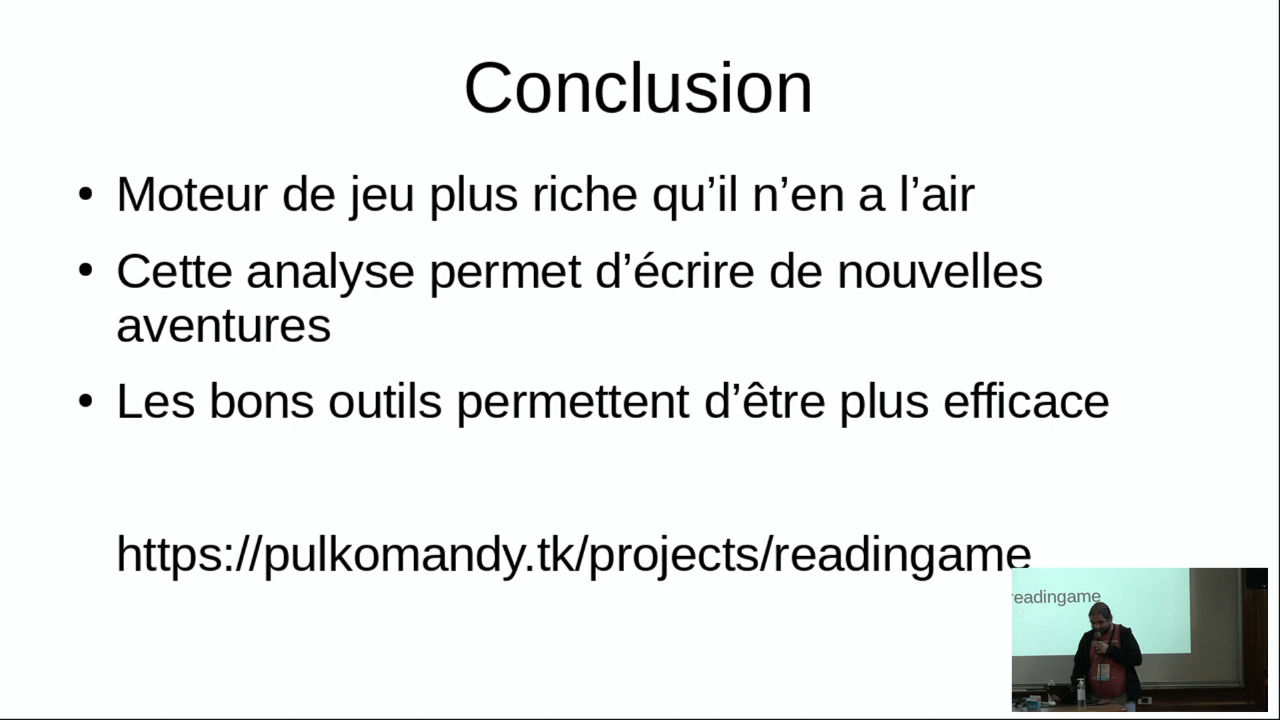 Conclusion
• Moteur de jeu plus riche qu’il n’en a l’air
• Cette analyse permet d’écrire de nouvelles
aventures
• Les bons outils permettent d’être plus efficace
https://pulkomandy.tk/projects/readingame
readingame